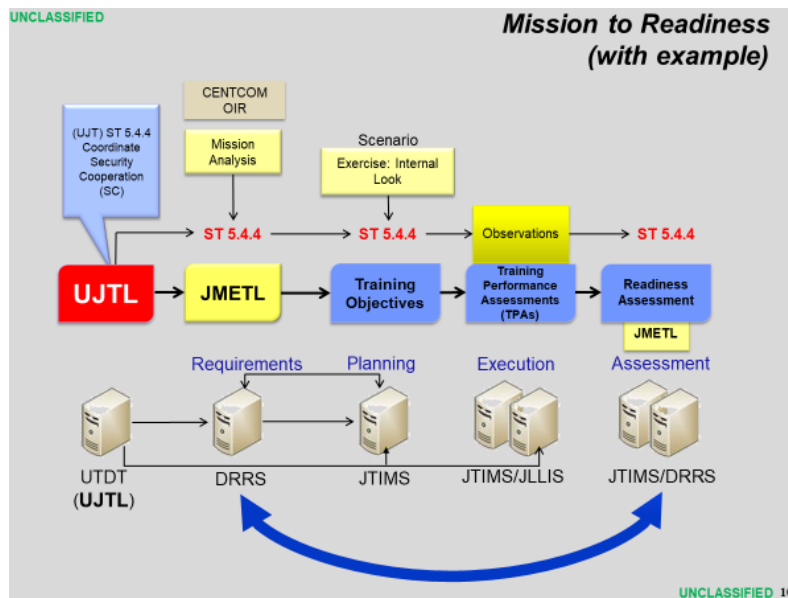 UNCLASSIFIED
Mission to Readiness
(with example)
CENTCOM
OIR
(UJT) ST 5.4.4
Coordinate
Security
Cooperation
(SC)
Mission
Analysis
Scenario
Exercise: Internal
Look
ST 5.4.4
ST 5.4.4
Observations
ST 5.4.4
UJTL
JMETL
Training
Objectives
Training
Performance
Assessments
(TPAs)
Readiness
Assessment
JMETL
Requirements
Planning
Execution
Assessment
UTDT
(UJTL)
DRRS
JTIMS
JTIMS/JLLIS
JTIMS/DRRS
UNCLASSIFIED